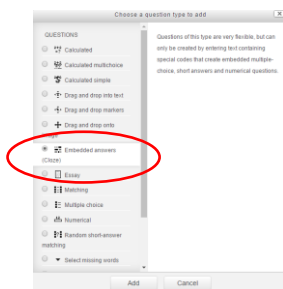 Choose a question type to add
QUESTIONS
Calculated
Calculated multichoice
Calculated simple
Drag and drop into text
Drag and drop markers
Drag and drop onto
Embedded answers
(Cloze)
Essay
Matching
Multiple choice
Numerical
Random short-answer
matching
Select missing words
Questions of this type are very flexible, but can
only be created by entering text containing
special codes that create embedded multiple-
choice, short answers and numerical questions.
Add
Cancel